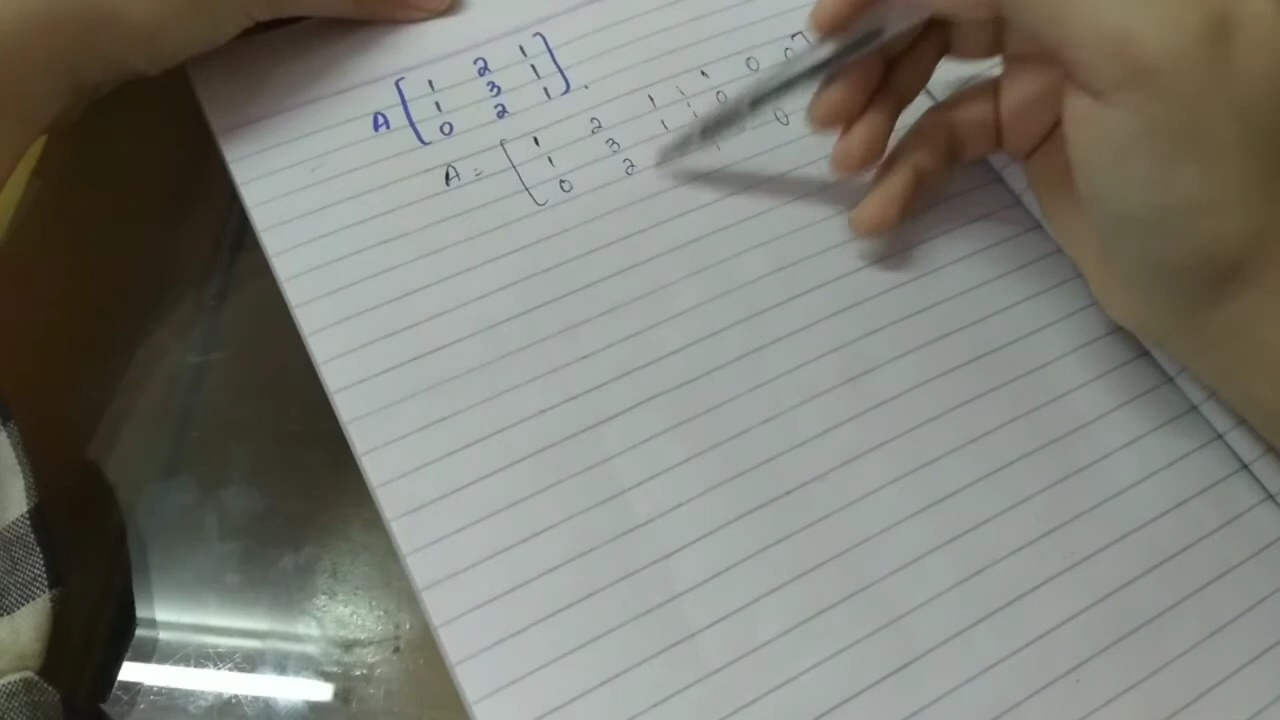 A [ 1 2 1 ]
1 3 1
0 2 1
A = [ 1 2 1 | 1 0 0 ]
1 3 1 | 0
0 2 0